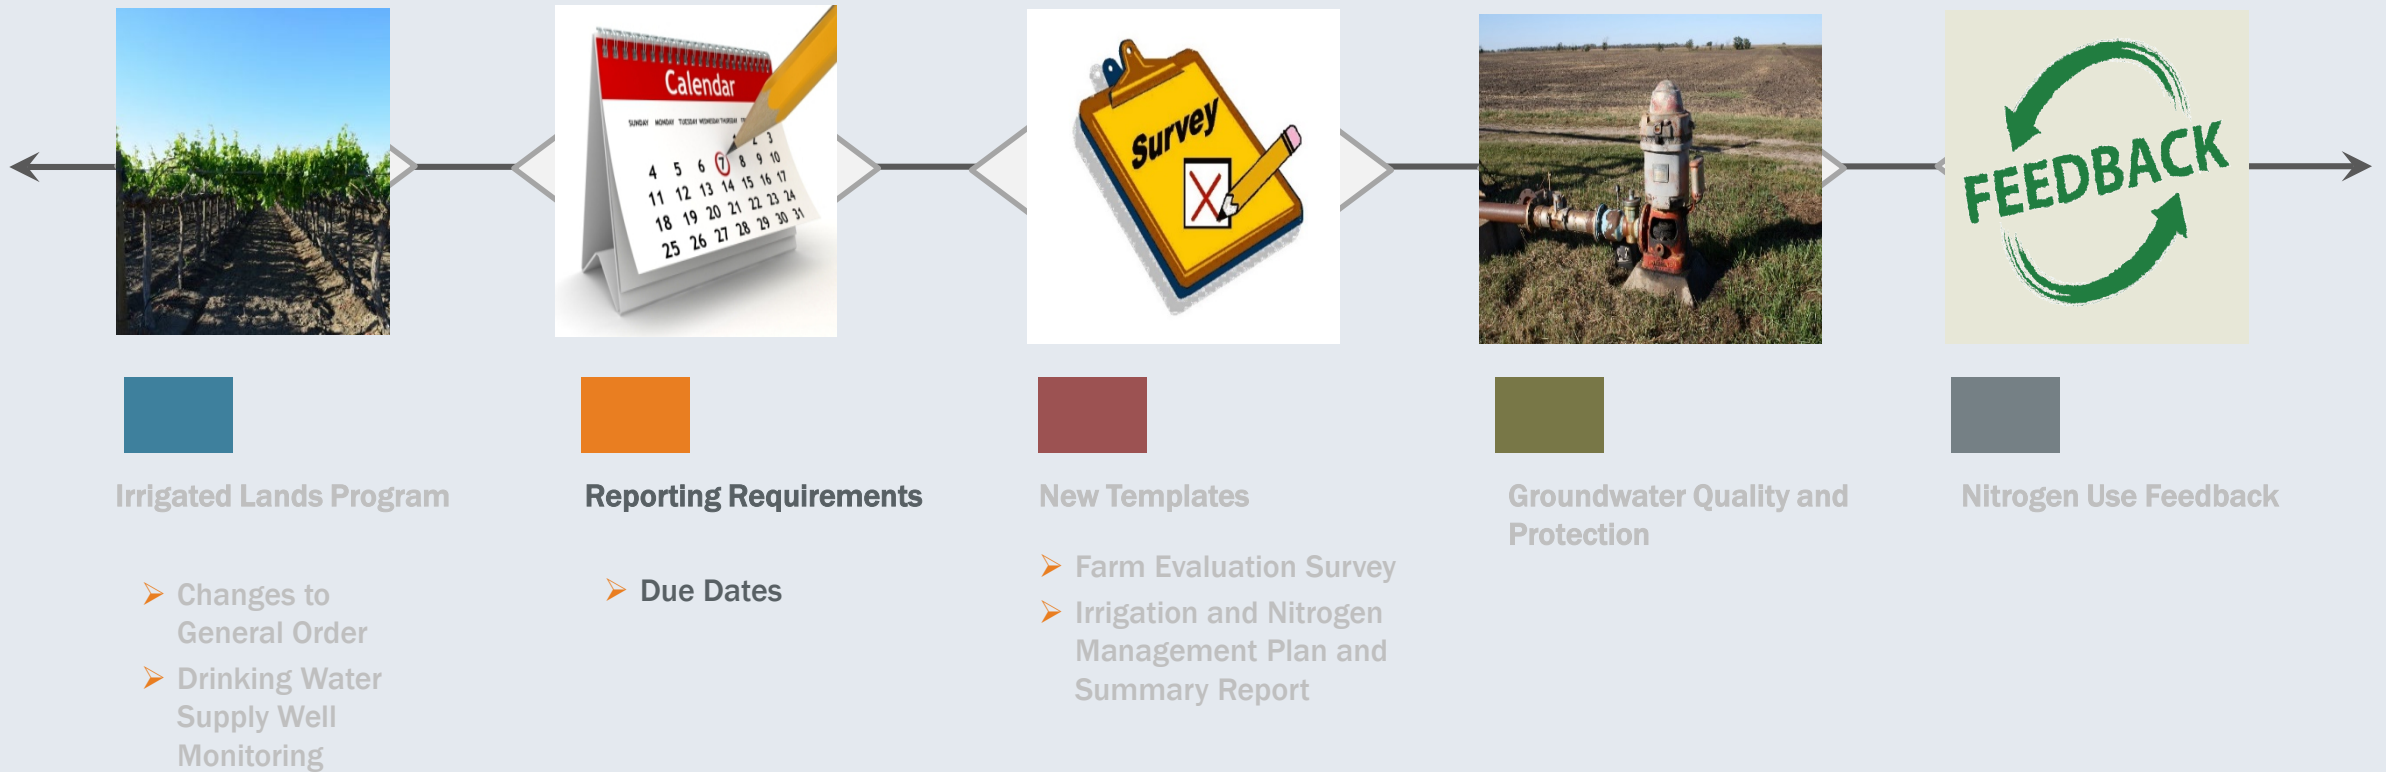 Calendar
SUNDAY MONDAY TUESDAY WEDNESDAY THURSDAY
1 2 3
4 5 6 7 8 9 10
11 12 13 14 15 16 17
18 19 20 21 22 23 24
25 26 27 28 29 30 31
Survey
FEEDBACK
Irrigated Lands Program
Changes to
General Order
Drinking Water
Supply Well
Monitoring
Reporting Requirements
Due Dates
New Templates
Farm Evaluation Survey
Irrigation and Nitrogen
Management Plan and
Summary Report
Groundwater Quality and
Protection
Nitrogen Use Feedback